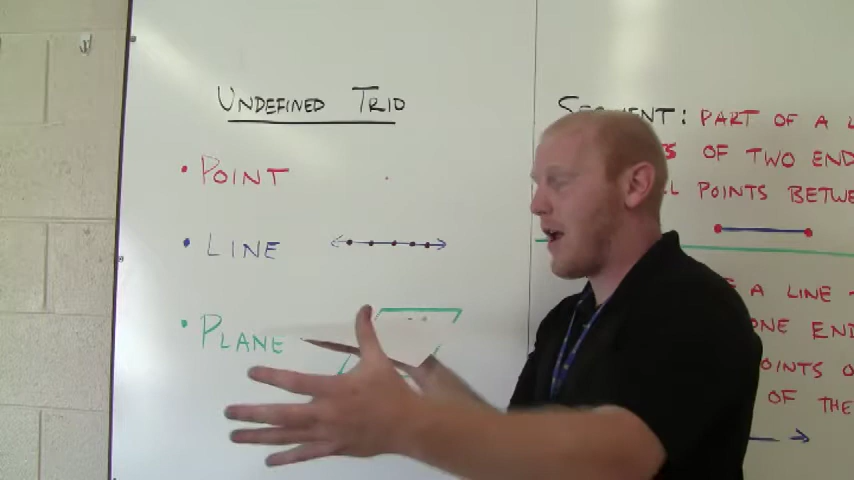 UNDEFINED TRIO
• POINT
• LINE
• PLANE
SEGMENT: PART OF A
OF TWO END
POINTS BETWE
A LINE
ONE END
POINTS
OF THE